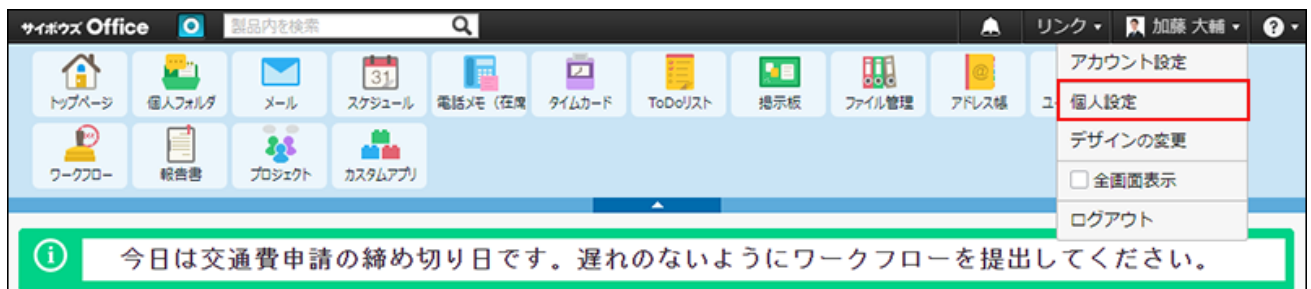 サイボウズ Office 製品内を検索 リンク 加藤 大輔 ?
アカウント設定
個人設定
デザインの変更
全画面表示
ログアウト
トップページ 個人フォルダ メール 31 スケジュール 電話メモ（在席 タイムカード ToDoリスト 掲示板 ファイル管理 @ アドレス帳 ユ
ワークフロー 報告書 プロジェクト カスタムアプリ
i 今日は交通費申請の締め切り日です。遅れのないようにワークフローを提出してください。